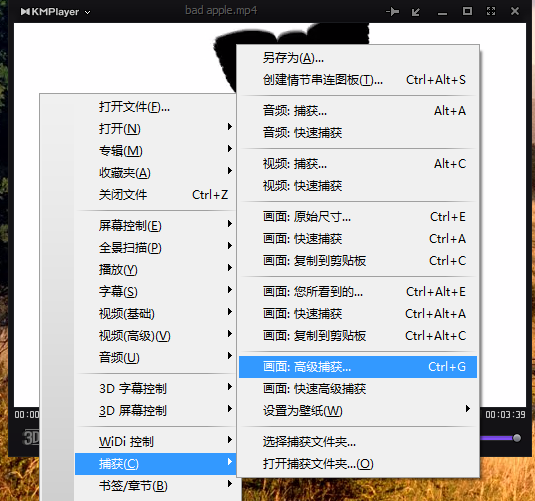 KMPlayer
bad apple.mp4
打开文件(F)...
打开(N)
专辑(M)
收藏夹(A)
关闭文件 Ctrl+Z
屏幕控制(E)
全景扫描(P)
播放(Y)
字幕(S)
视频(基础)
视频(高级)(V)
音频(U)
3D 字幕控制
3D 屏幕控制
WiDi 控制
捕获(C)
书签/章节(B)
另存为(A)...
创建情节串连图板(T)... Ctrl+Alt+S
音频: 捕获... Alt+A
音频: 快速捕获
视频: 捕获... Alt+C
视频: 快速捕获
画面: 原始尺寸... Ctrl+E
画面: 快速捕获 Ctrl+A
画面: 复制到剪贴板 Ctrl+C
画面: 您所看到的... Ctrl+Alt+E
画面: 快速捕获 Ctrl+Alt+A
画面: 复制到剪贴板 Ctrl+Alt+C
画面: 高级捕获... Ctrl+G
画面: 快速高级捕获
设置为壁纸(W)
选择捕获文件夹...
打开捕获文件夹...(O)
00:03:39
3D